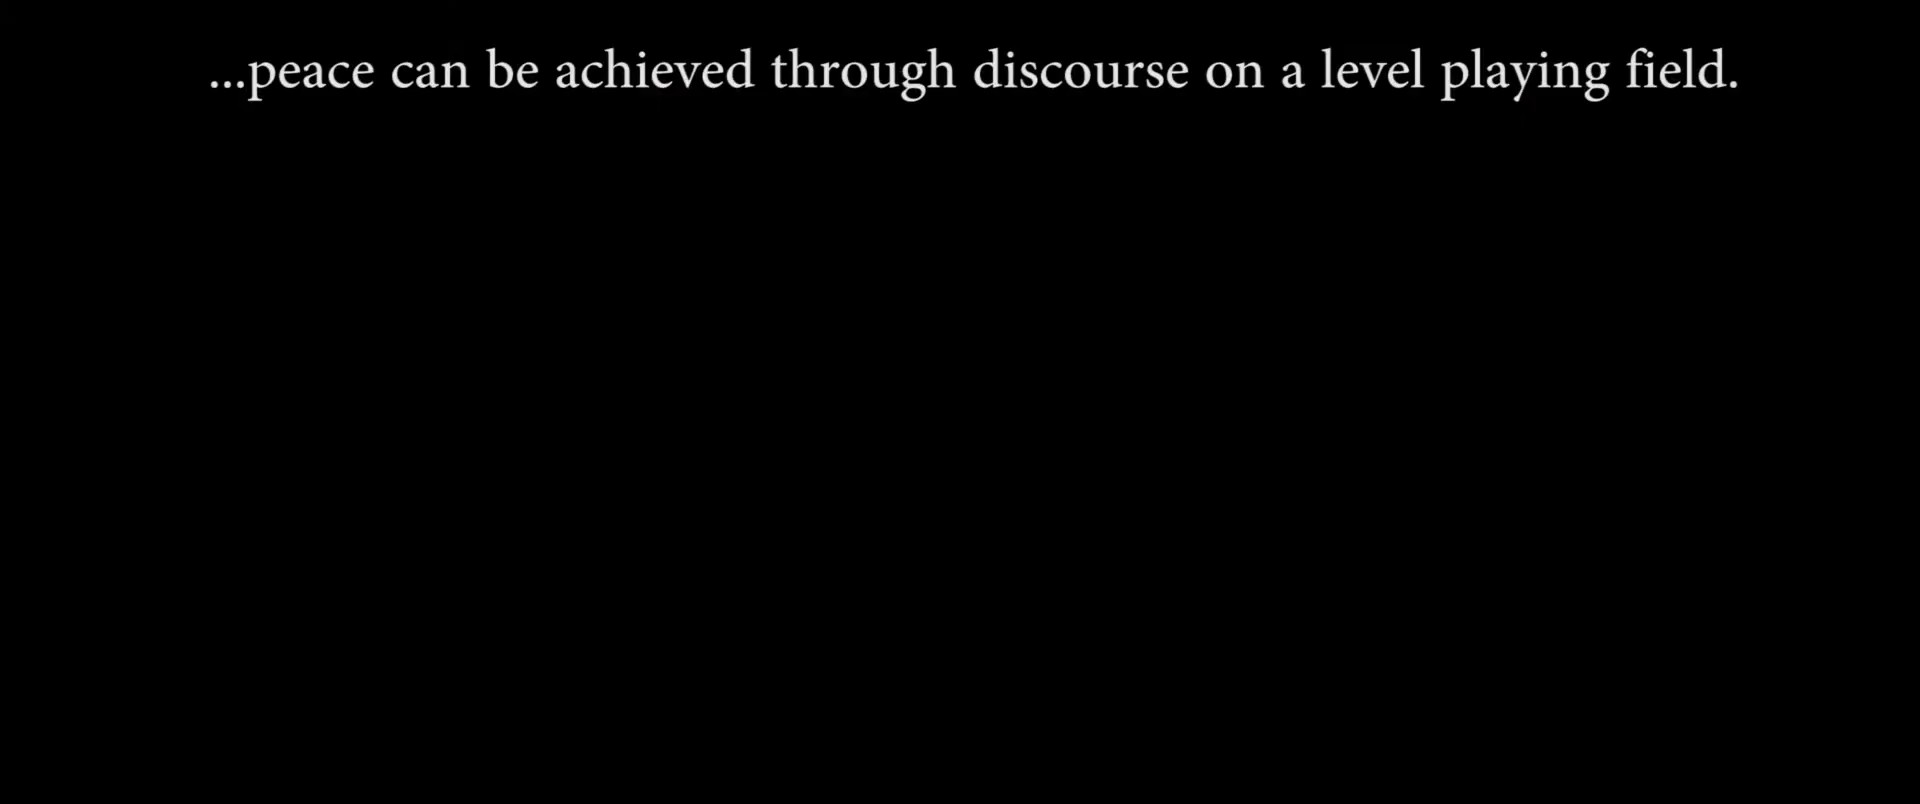 ...peace can be achieved through discourse on a level playing field.